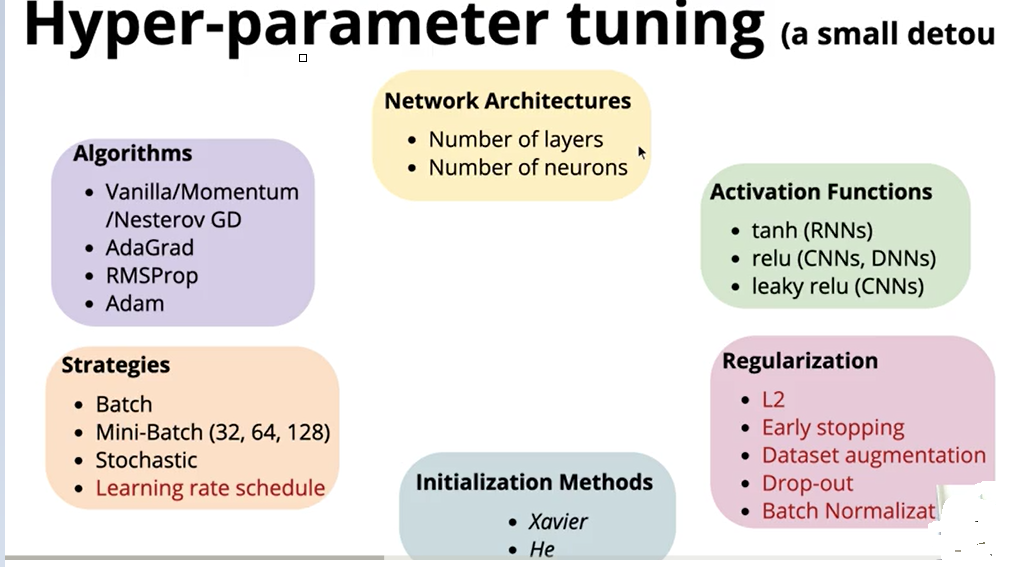 Hyper-parameter tuning (a small detou
Network Architectures
• Number of layers
• Number of neurons
Algorithms
• Vanilla/Momentum
/Nesterov GD
• AdaGrad
• RMSProp
• Adam
Activation Functions
• tanh (RNNs)
• relu (CNNs, DNNs)
• leaky relu (CNNs)
Strategies
• Batch
• Mini-Batch (32, 64, 128)
• Stochastic
• Learning rate schedule
Regularization
• L2
• Early stopping
• Dataset augmentation
• Drop-out
• Batch Normalizat
Initialization Methods
• Xavier
• He